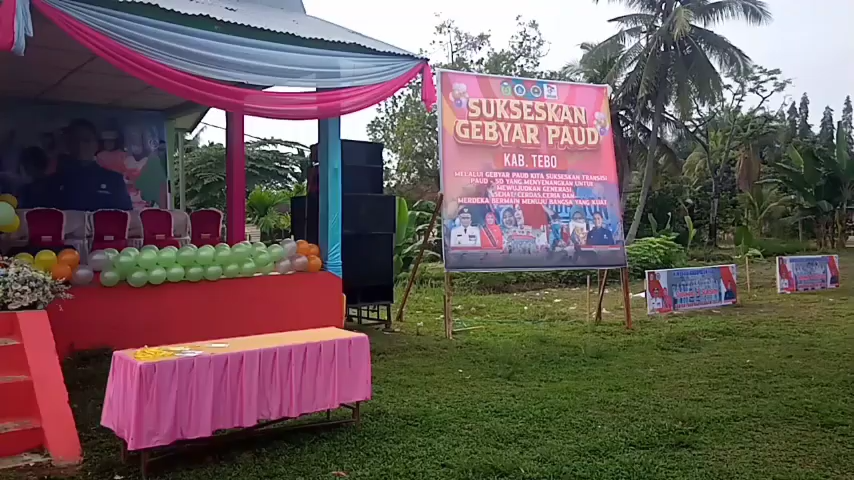 SUKSESKAN
GEBYAR PAUD
KAB. TEBO
MELALUI GEBYAR PAUD KITA SUKSESKAN TRANSISI
PAUD - SD YANG MENYENANGKAN UNTUK
MEWUJUDKAN GENERASI
SEHAT CERDAS CERIA DAN
MERDEKA BERMAIN MENUJU BANGSA YANG KUAT